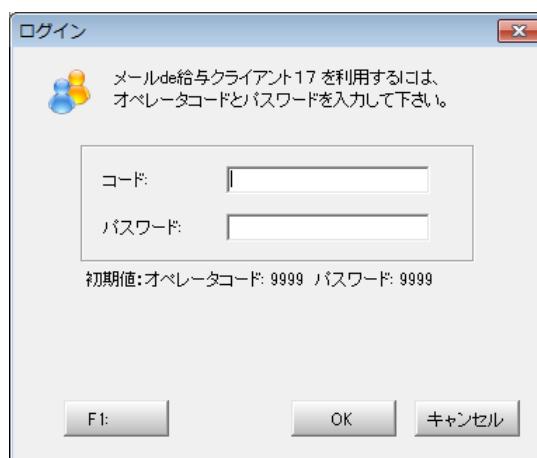 ログイン
メールde給与クライアント17 を利用するには、
オペレータコードとパスワードを入力して下さい。
コード:
パスワード:
初期値:オペレータコード: 9999 パスワード: 9999
F1:
OK
キャンセル